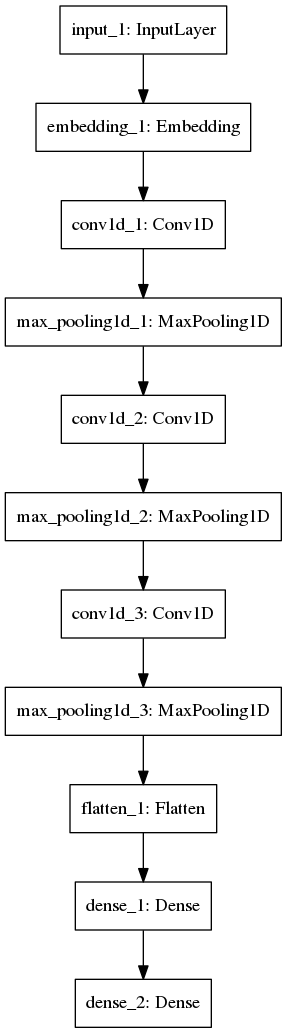 input_1: InputLayer
embedding_1: Embedding
conv1d_1: Conv1D
max_pooling1d_1: MaxPooling1D
conv1d_2: Conv1D
max_pooling1d_2: MaxPooling1D
conv1d_3: Conv1D
max_pooling1d_3: MaxPooling1D
flatten_1: Flatten
dense_1: Dense
dense_2: Dense